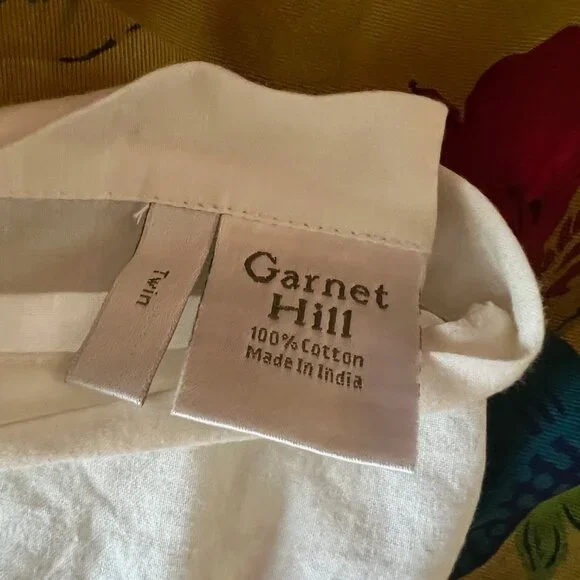 Twin
Garnet
Hill
100% Cotton
Made In India